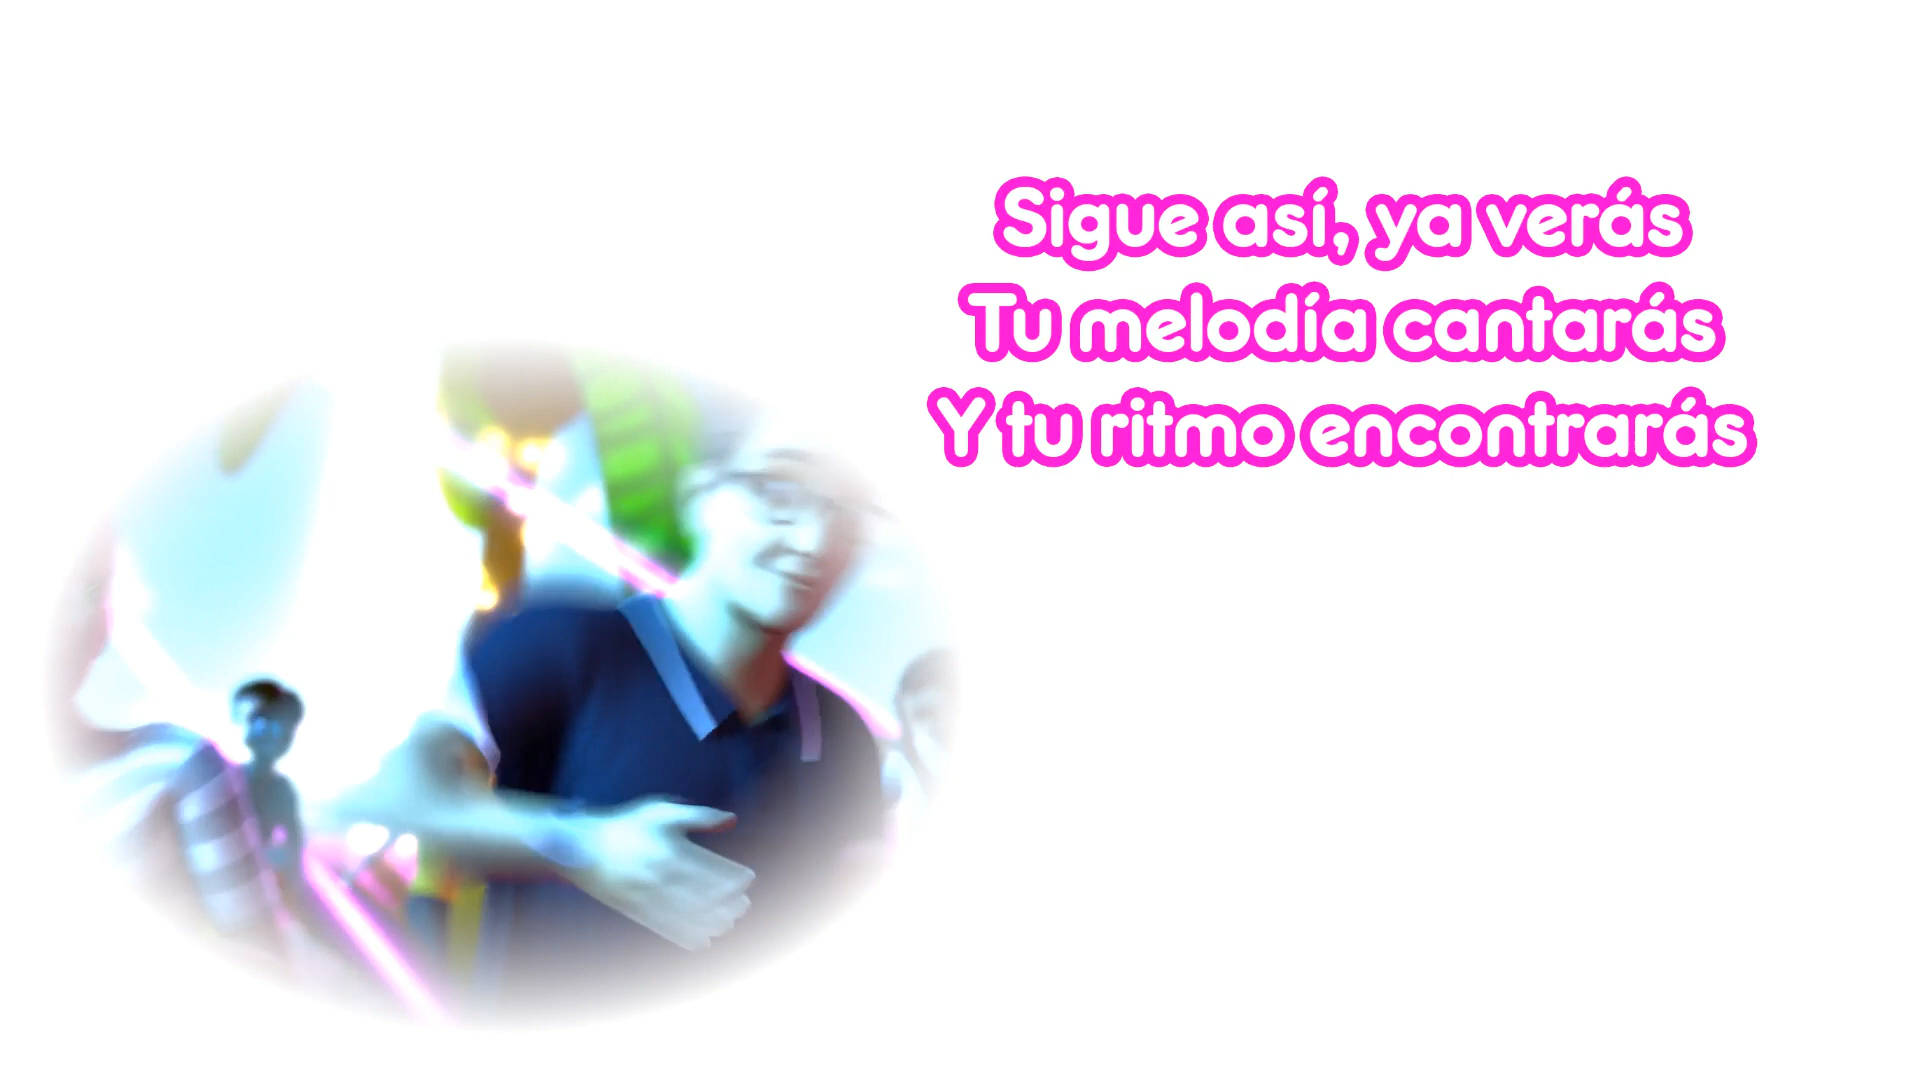 Sigue así, ya verás
Tu melodía cantarás
Y tu ritmo encontrarás